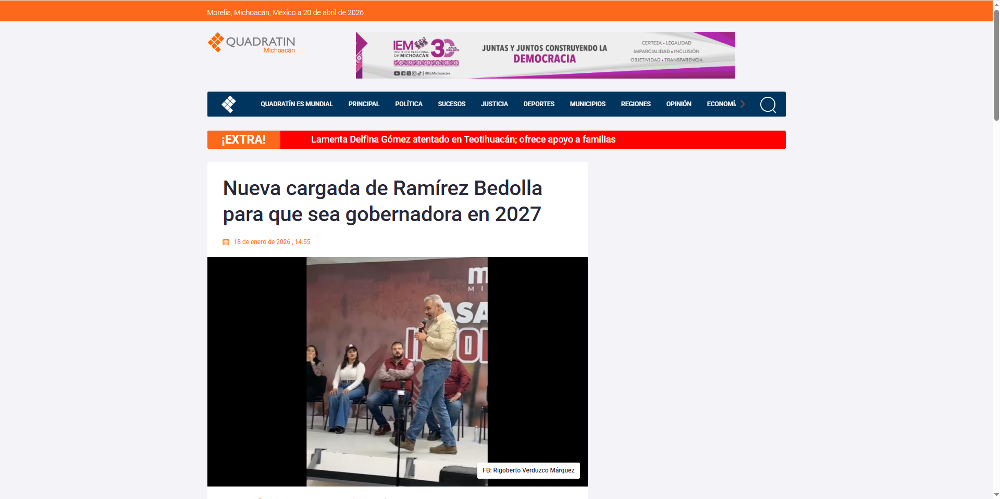 Morelia, Michoacán, México a 20 de abril de 2026
QUADRATIN
Michoacán
IEM 30 AÑOS 1995-2025
INSTITUTO ELECTORAL
DE MICHOACÁN
@IEMichoacan
JUNTAS Y JUNTOS CONSTRUYENDO LA
DEMOCRACIA
CERTEZA • LEGALIDAD
IMPARCIALIDAD • INCLUSIÓN
OBJETIVIDAD • TRANSPARENCIA
QUADRATÍN ES MUNDIAL PRINCIPAL POLÍTICA SUCESOS JUSTICIA DEPORTES MUNICIPIOS REGIONES OPINIÓN ECONOMÍ
¡EXTRA! Lamenta Delfina Gómez atentado en Teotihuacán; ofrece apoyo a familias
Nueva cargada de Ramírez Bedolla
para que sea gobernadora en 2027
18 de enero de 2026 , 14:55
m
MI
ASA
FB: Rigoberto Verduzco Márquez